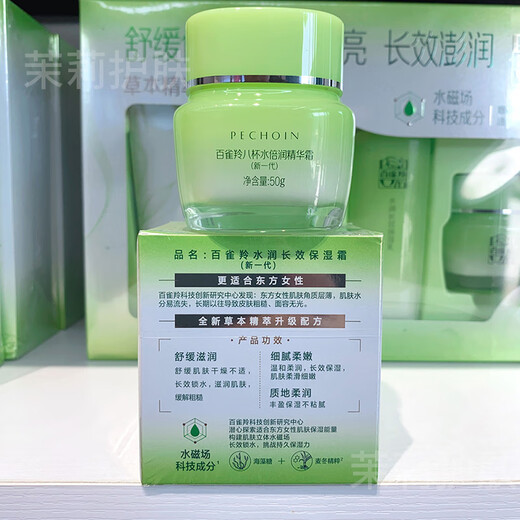 舒缓
亮
长效澎润
茉莉护肤
草本精
水磁场
科技成分
PECHOIN
百雀羚八杯水倍润精华霜
(新一代)
净含量:50g
品名:百雀羚水润长效保湿霜
(新一代)
更适合东方女性
百雀羚科技创新研究中心发现:东方女性肌肤角质层薄,肌肤水
分易流失,长期以往导致皮肤粗糙、面容无光。
全新草本精萃升级配方
产品功效
舒缓滋润
舒缓肌肤干燥不适,
长效锁水,滋润肌肤,
缓解粗糙
细腻柔嫩
温和柔润,长效保湿,
肌肤柔滑细嫩
质地柔润
丰盈保湿不粘腻
水磁场
科技成分¹
百雀羚科技创新研究中心
潜心探索适合东方女性肌肤保湿能量
构建肌肤立体水磁场
长效锁水、挑战持久保湿力
海藻糖 + 麦冬精粹²